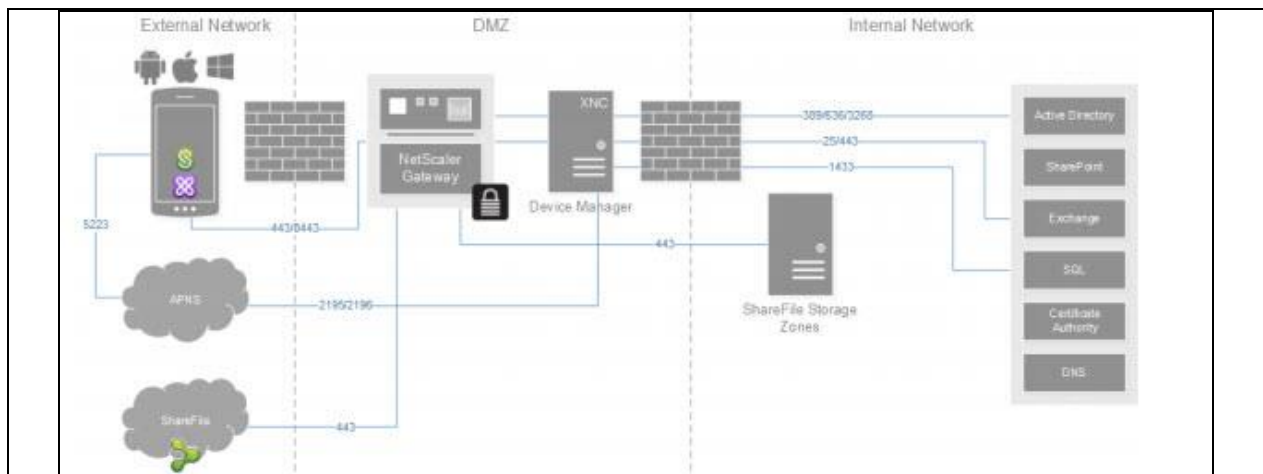 External Network
DMZ
Internal Network
XNC
389/636/3268
Active Directory
25/443
NetScaler
Gateway
1433
SharePoint
S
Device Manager
5223
443/8443
443
Exchange
SQL
APNS
2195/2196
ShareFile Storage
Zones
Certificate
Authority
DNS
ShareFile
443